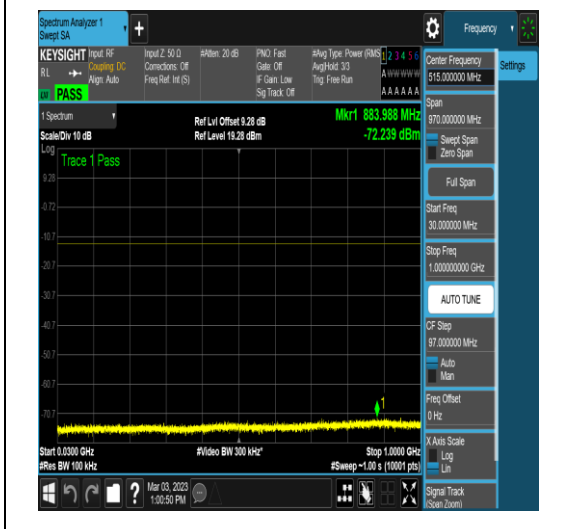 Spectrum Analyzer 1
Swept SA
+
Frequency
KEYSIGHT
RL
PASS
Input: RF
Coupling: DC
Align: Auto
Input Z: 50 Ω
Corrections: Off
Freq Ref: Int (S)
#Atten: 20 dB
PNO: Fast
Gate: Off
IF Gain: Low
Sig Track: Off
#Avg Type: Power (RMS
Avg|Hold: 3/3
Trig: Free Run
1 2 3 4 5 6
A W W W W W
A A A A A A
1 Spectrum
Scale/Div 10 dB
Ref Lvl Offset 9.28 dB
Ref Level 19.28 dBm
Mkr1 883.988 MHz
-72.239 dBm
Log
Trace 1 Pass
9.28
-0.72
-10.7
-20.7
-30.7
-40.7
-50.7
-60.7
-70.7
1
Start 0.0300 GHz
#Res BW 100 kHz
#Video BW 300 kHz*
Stop 1.0000 GHz
#Sweep ~1.00 s (10001 pts)
?
Mar 03, 2023
1:00:50 PM
Center Frequency
515.000000 MHz
Settings
Span
970.000000 MHz
Swept Span
Zero Span
Full Span
Start Freq
30.000000 MHz
Stop Freq
1.000000000 GHz
AUTO TUNE
CF Step
97.000000 MHz
Auto
Man
Freq Offset
0 Hz
X Axis Scale
Log
Lin
Signal Track
(Span Zoom)